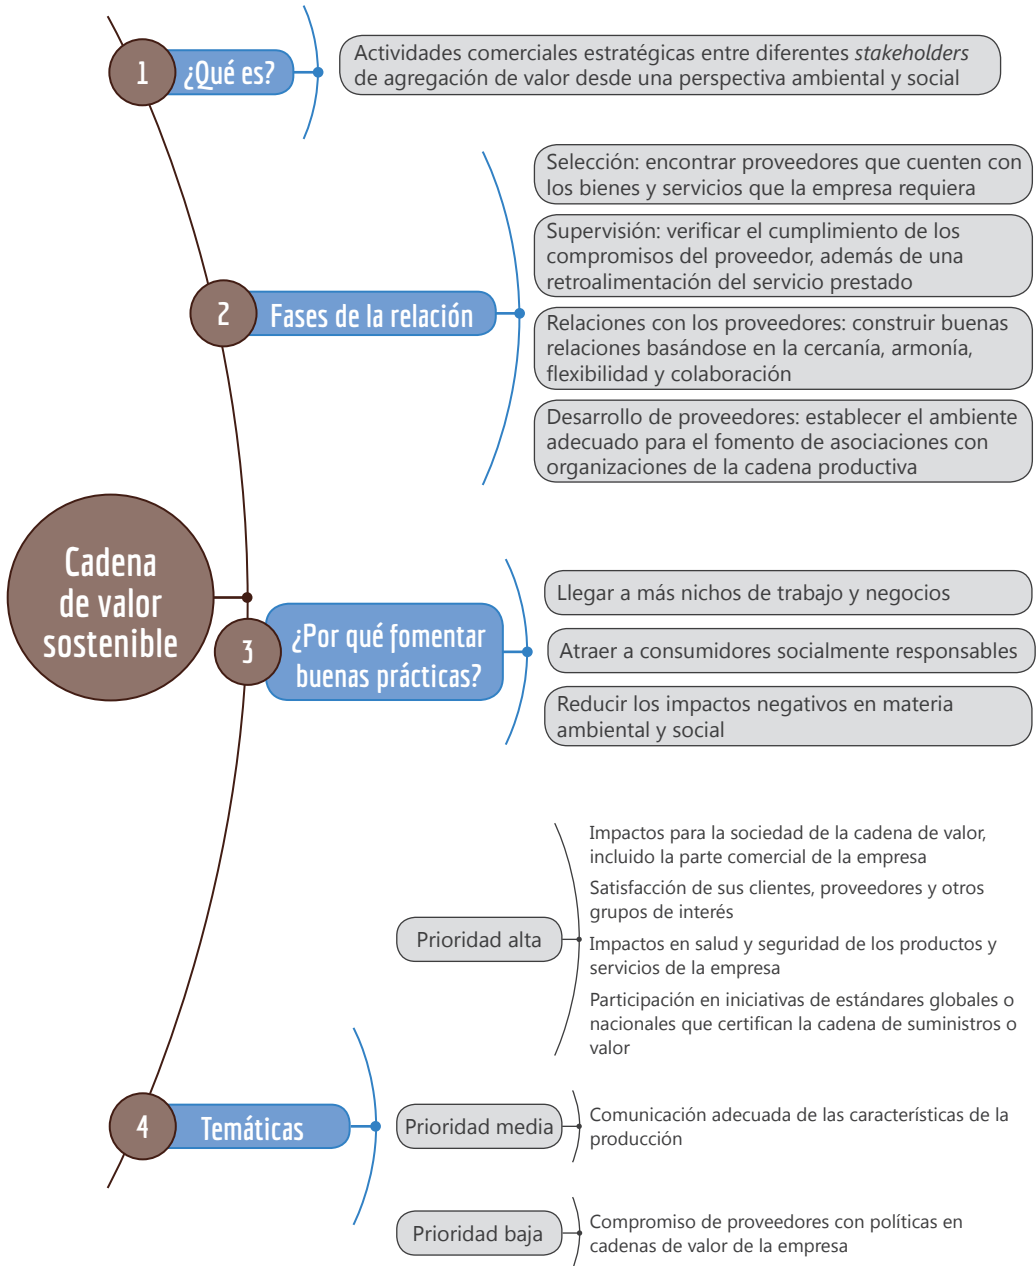 Cadena
de valor
sostenible
1
¿Qué es?
Actividades comerciales estratégicas entre diferentes stakeholders
de agregación de valor desde una perspectiva ambiental y social
2
Fases de la relación
Selección: encontrar proveedores que cuenten con
los bienes y servicios que la empresa requiera
Supervisión: verificar el cumplimiento de los
compromisos del proveedor, además de una
retroalimentación del servicio prestado
Relaciones con los proveedores: construir buenas
relaciones basándose en la cercanía, armonía,
flexibilidad y colaboración
Desarrollo de proveedores: establecer el ambiente
adecuado para el fomento de asociaciones con
organizaciones de la cadena productiva
3
¿Por qué fomentar
buenas prácticas?
Llegar a más nichos de trabajo y negocios
Atraer a consumidores socialmente responsables
Reducir los impactos negativos en materia
ambiental y social
4
Temáticas
Prioridad alta
Impactos para la sociedad de la cadena de valor,
incluido la parte comercial de la empresa
Satisfacción de sus clientes, proveedores y otros
grupos de interés
Impactos en salud y seguridad de los productos y
servicios de la empresa
Participación en iniciativas de estándares globales o
nacionales que certifican la cadena de suministros o
valor
Prioridad media
Comunicación adecuada de las características de la
producción
Prioridad baja
Compromiso de proveedores con políticas en
cadenas de valor de la empresa